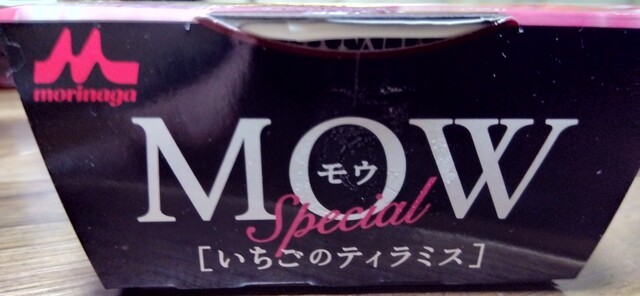 morinaga
MOW
モウ
Special
[いちごのティラミス]